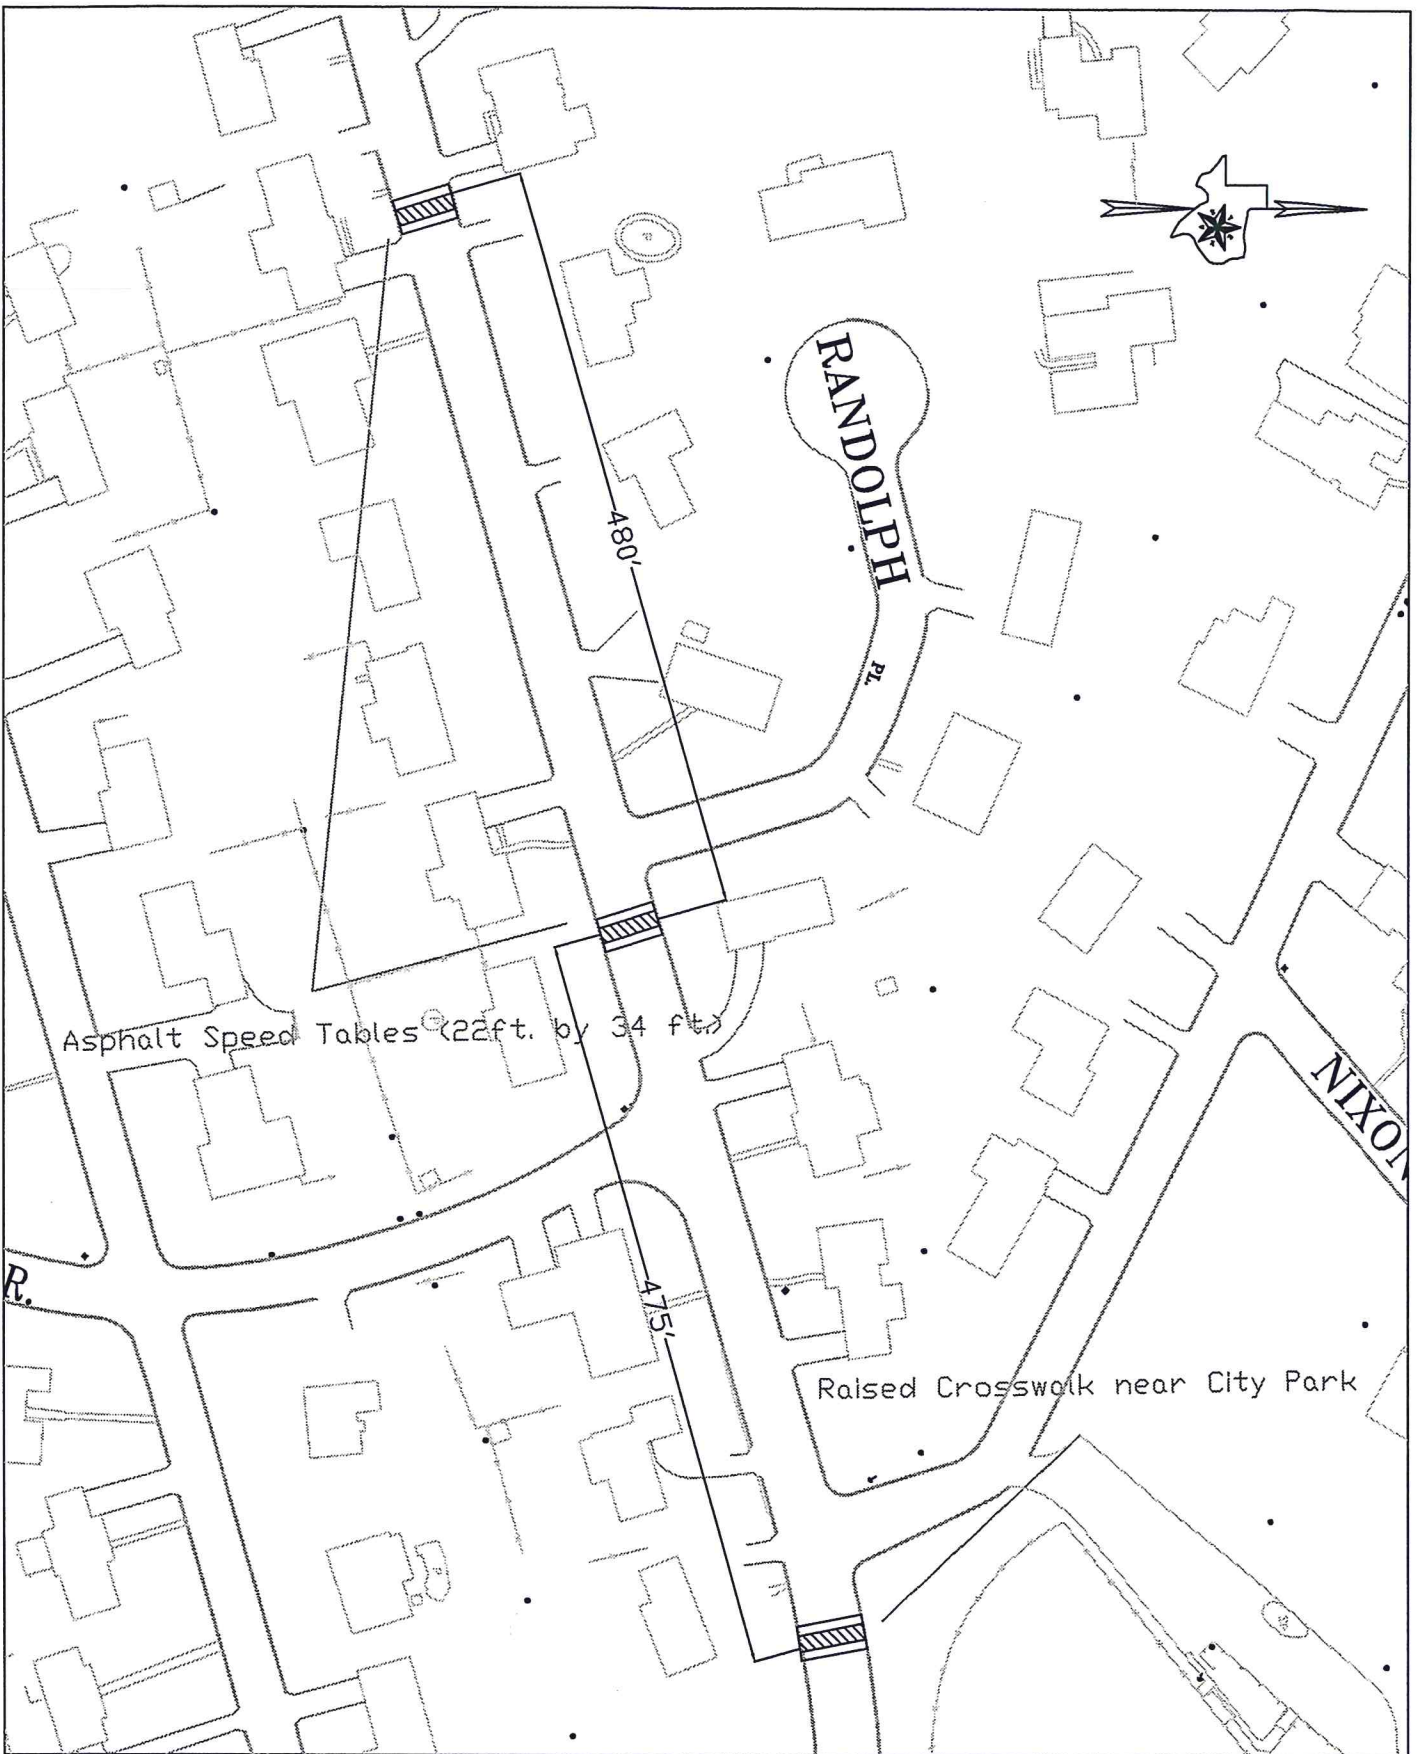 RANDOLPH
480'
PL.
Asphalt Speed Tables (22ft. by 34 ft.)
NIXON
R.
475'
Raised Crosswalk near City Park